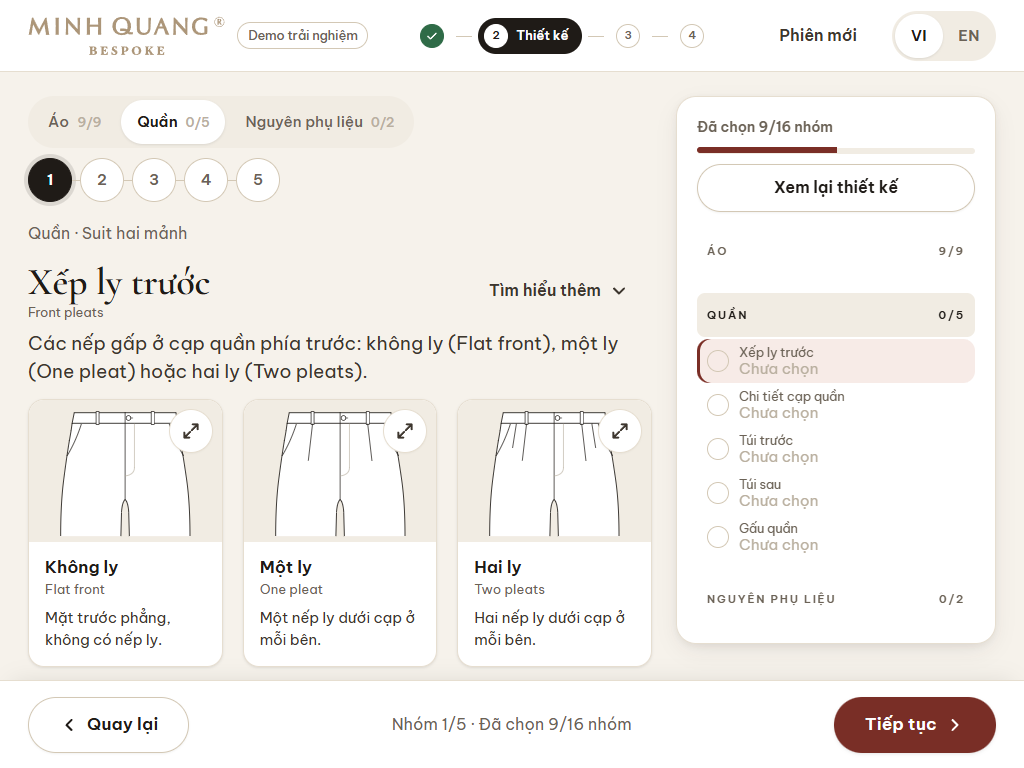 MINH QUANG®
BESPOKE
Demo trải nghiệm
2 Thiết kế
3
4
Phiên mới
VI
EN
Áo 9/9
Quần 0/5
Nguyên phụ liệu 0/2
1
2
3
4
5
Quần · Suit hai mảnh
Xếp ly trước
Front pleats
Tìm hiểu thêm
Các nếp gấp ở cạp quần phía trước: không ly (Flat front), một ly
(One pleat) hoặc hai ly (Two pleats).
Không ly
Flat front
Mặt trước phẳng,
không có nếp ly.
Một ly
One pleat
Một nếp ly dưới cạp ở
mỗi bên.
Hai ly
Two pleats
Hai nếp ly dưới cạp ở
mỗi bên.
Đã chọn 9/16 nhóm
Xem lại thiết kế
ÁO 9/9
QUẦN 0/5
Xếp ly trước
Chưa chọn
Chi tiết cạp quần
Chưa chọn
Túi trước
Chưa chọn
Túi sau
Chưa chọn
Gấu quần
Chưa chọn
NGUYÊN PHỤ LIỆU 0/2
Quay lại
Nhóm 1/5 · Đã chọn 9/16 nhóm
Tiếp tục